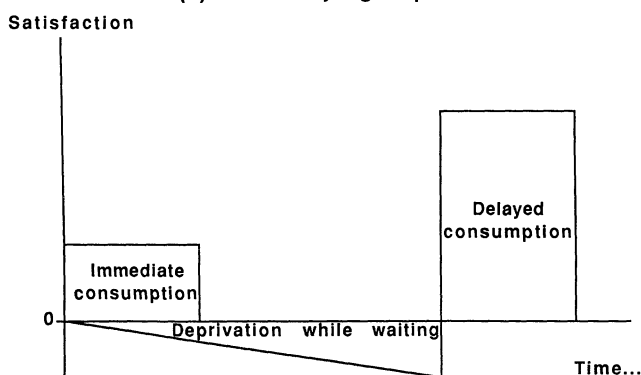 Satisfaction
Delayed
consumption
Immediate
consumption
0
Deprivation while waiting
Time...